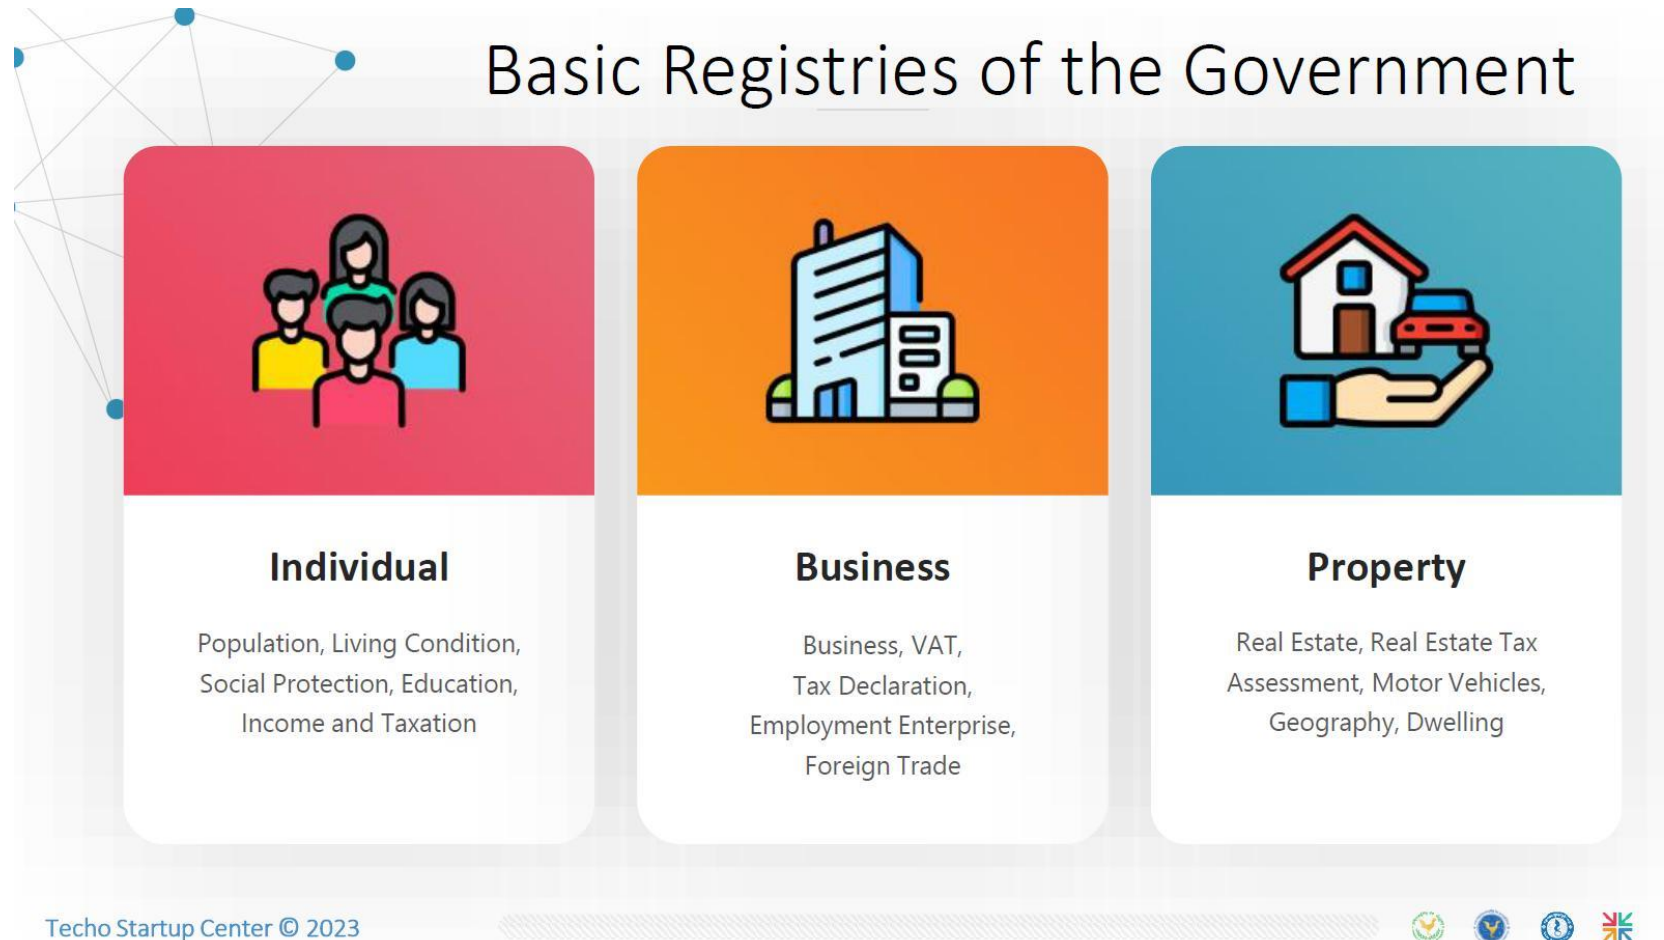 Basic Registries of the Government
Individual
Population, Living Condition,
Social Protection, Education,
Income and Taxation
Business
Business, VAT,
Tax Declaration,
Employment Enterprise,
Foreign Trade
Property
Real Estate, Real Estate Tax
Assessment, Motor Vehicles,
Geography, Dwelling
Techo Startup Center © 2023